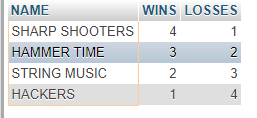 NAME WINS LOSSES
SHARP SHOOTERS 4 1
HAMMER TIME 3 2
STRING MUSIC 2 3
HACKERS 1 4